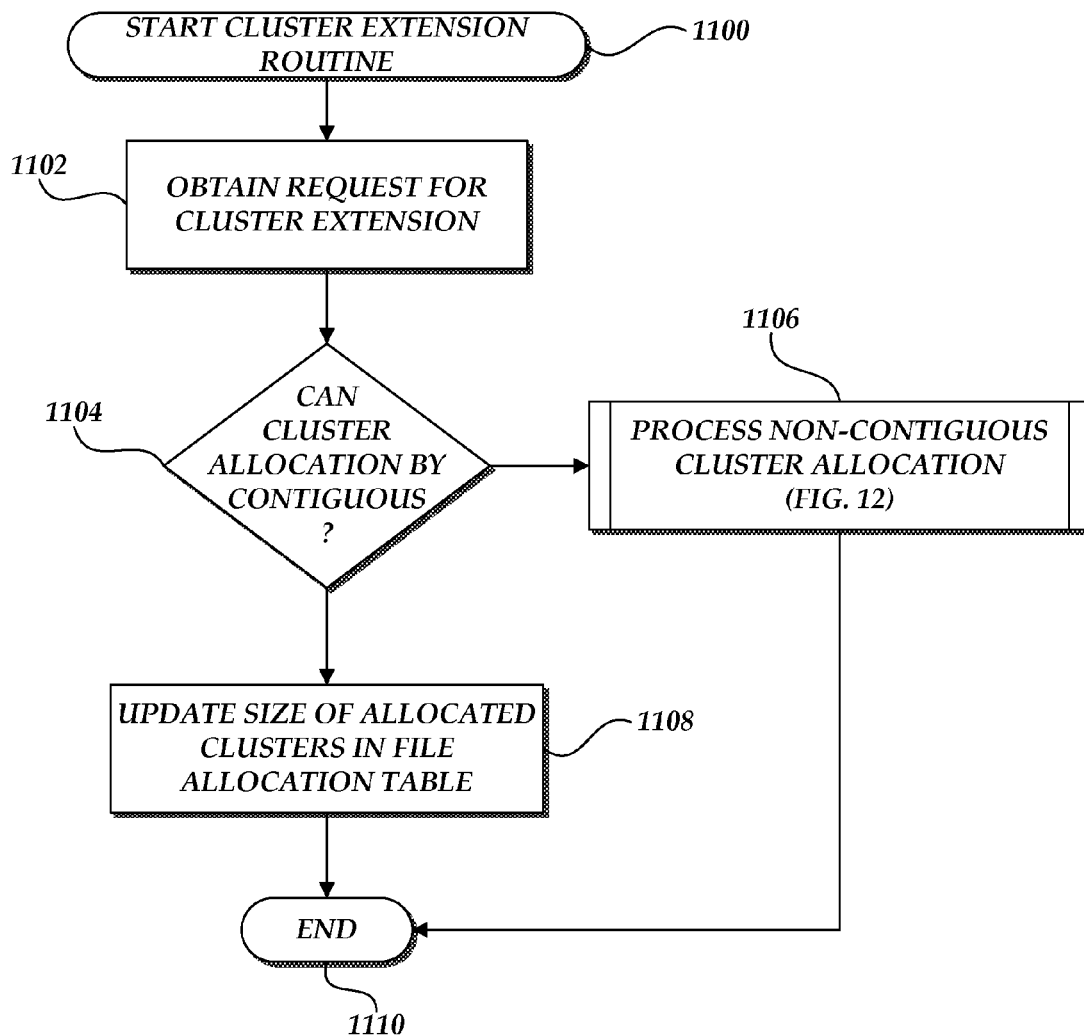 START CLUSTER EXTENSION
ROUTINE
1100
1102
OBTAIN REQUEST FOR
CLUSTER EXTENSION
1104
CAN
CLUSTER
ALLOCATION BY
CONTIGUOUS
?
1106
PROCESS NON-CONTIGUOUS
CLUSTER ALLOCATION
(FIG. 12)
UPDATE SIZE OF ALLOCATED
CLUSTERS IN FILE
ALLOCATION TABLE
1108
END
1110